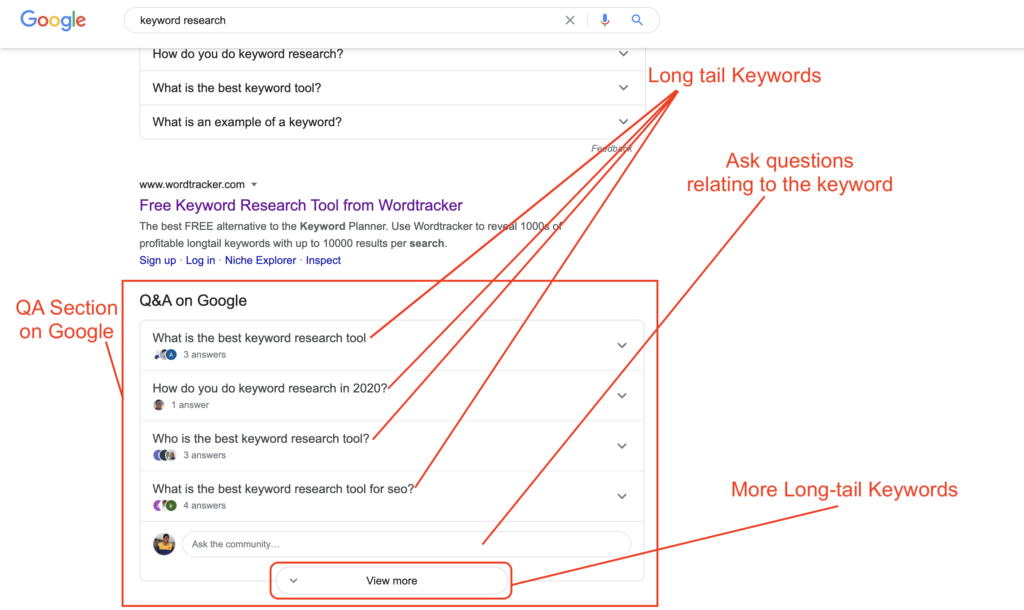 Google
keyword research
How do you do keyword research?
What is the best keyword tool?
Long tail Keywords
What is an example of a keyword?
Feedback
Ask questions
relating to the keyword
www.wordtracker.com
Free Keyword Research Tool from Wordtracker
The best FREE alternative to the Keyword Planner. Use Wordtracker to reveal 1000s of
profitable longtail keywords with up to 10000 results per search.
Sign up · Log in · Niche Explorer · Inspect
QA Section
on Google
Q&A on Google
What is the best keyword research tool
3 answers
How do you do keyword research in 2020?
1 answer
Who is the best keyword research tool?
3 answers
What is the best keyword research tool for seo?
4 answers
More Long-tail Keywords
Ask the community…
View more